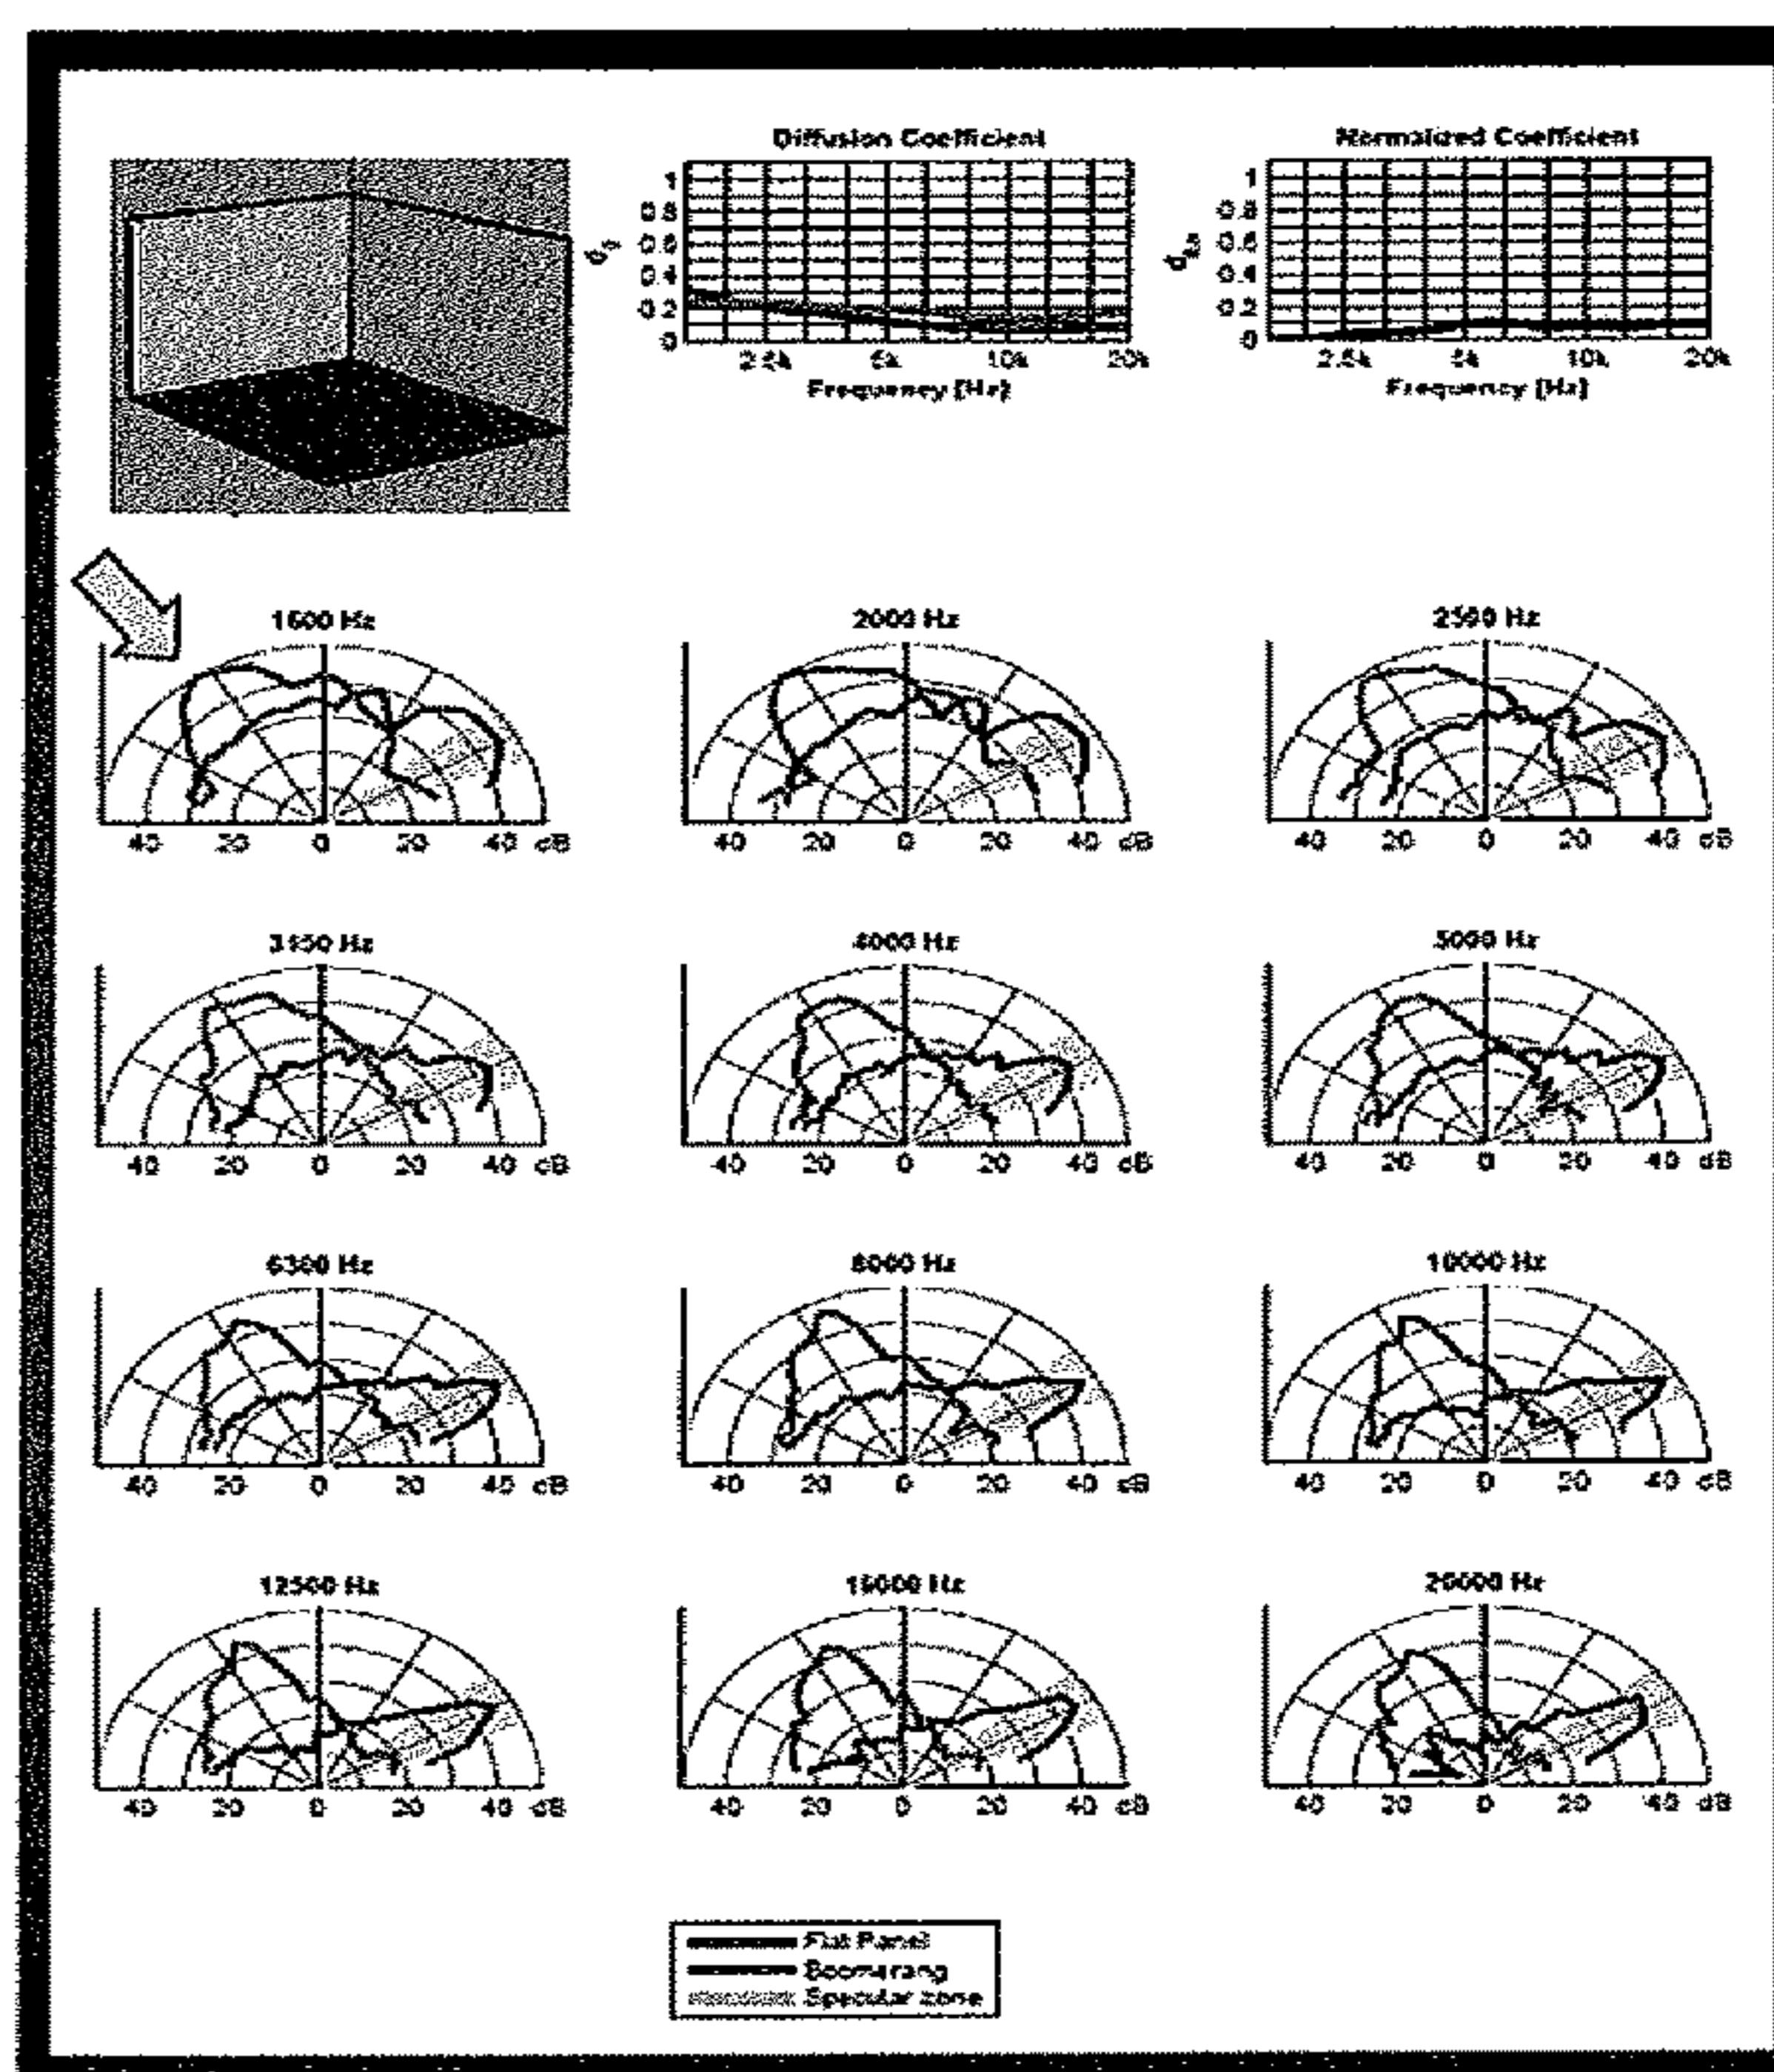 Diffusion Coefficient
1
0.8
0.6
0.4
0.2
0
2.5k 5k 10k 20k
Frequency [Hz]
Normalized Coefficient
1
0.8
0.6
0.4
0.2
0
2.5k 5k 10k 20k
Frequency [Hz]
1600 Hz
40 20 0 20 40 dB
2000 Hz
40 20 0 20 40 dB
2500 Hz
40 20 0 20 40 dB
3150 Hz
40 20 0 20 40 dB
4000 Hz
40 20 0 20 40 dB
5000 Hz
40 20 0 20 40 dB
6300 Hz
40 20 0 20 40 dB
8000 Hz
40 20 0 20 40 dB
10000 Hz
40 20 0 20 40 dB
12500 Hz
40 20 0 20 40 dB
16000 Hz
40 20 0 20 40 dB
20000 Hz
40 20 0 20 40 dB
Flat Panel
Boomerang
Specular zone